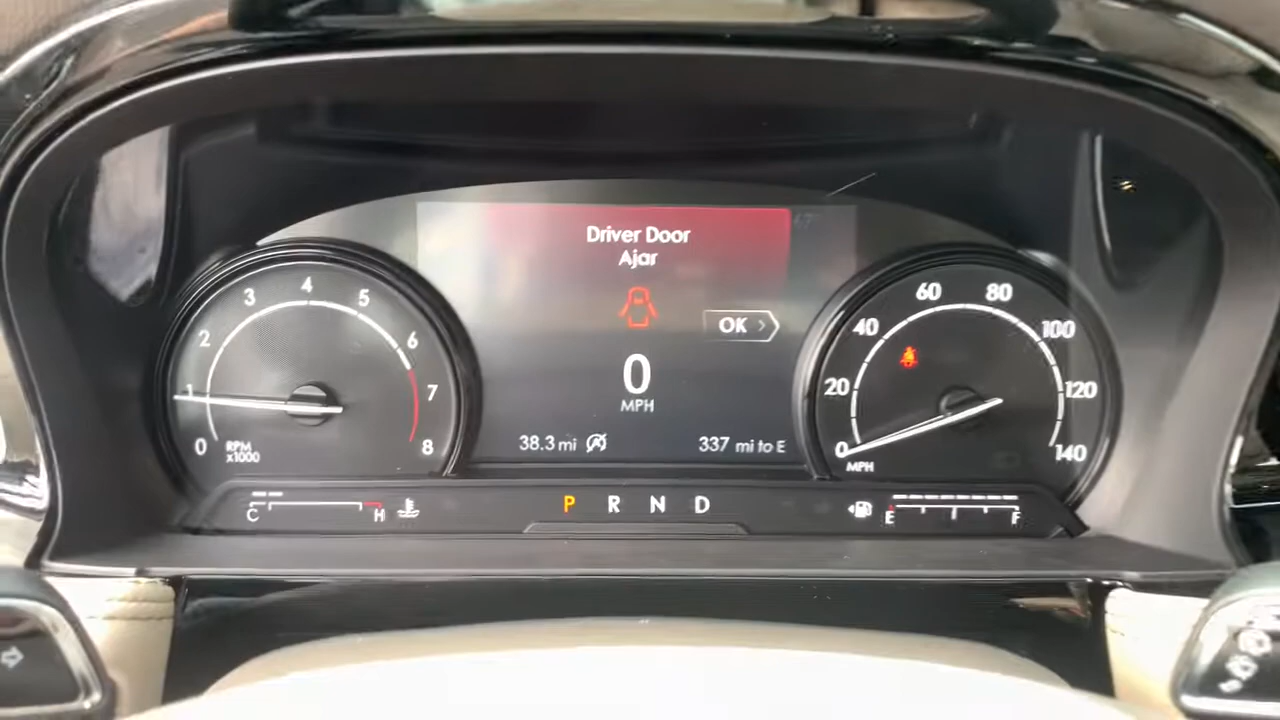 Driver Door
Ajar
OK
0
MPH
38.3 mi
337 mi to E
0
1
2
3
4
5
6
7
8
RPM
x1000
0
20
40
60
80
100
120
140
MPH
C
H
P R N D
E
F